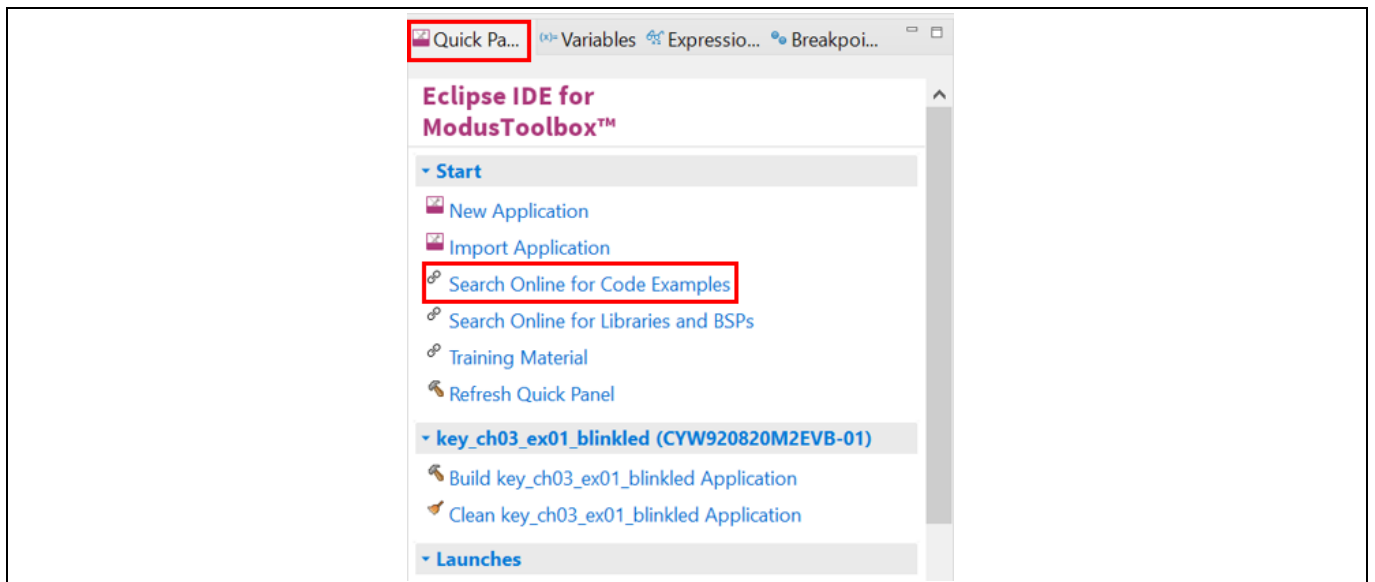 Quick Pa... (x)= Variables Expressio... Breakpoi...
Eclipse IDE for
ModusToolbox™
Start
New Application
Import Application
Search Online for Code Examples
Search Online for Libraries and BSPs
Training Material
Refresh Quick Panel
key_ch03_ex01_blinkled (CYW920820M2EVB-01)
Build key_ch03_ex01_blinkled Application
Clean key_ch03_ex01_blinkled Application
Launches